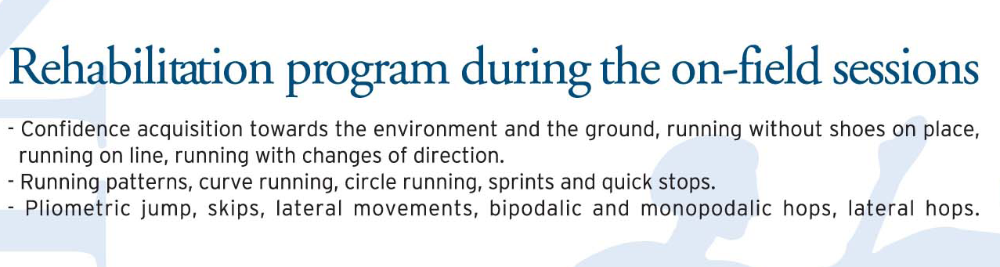 Rehabilitation program during the on-field sessions
- Confidence acquisition towards the environment and the ground, running without shoes on place,
running on line, running with changes of direction.
- Running patterns, curve running, circle running, sprints and quick stops.
- Pliometric jump, skips, lateral movements, bipodalic and monopodalic hops, lateral hops.